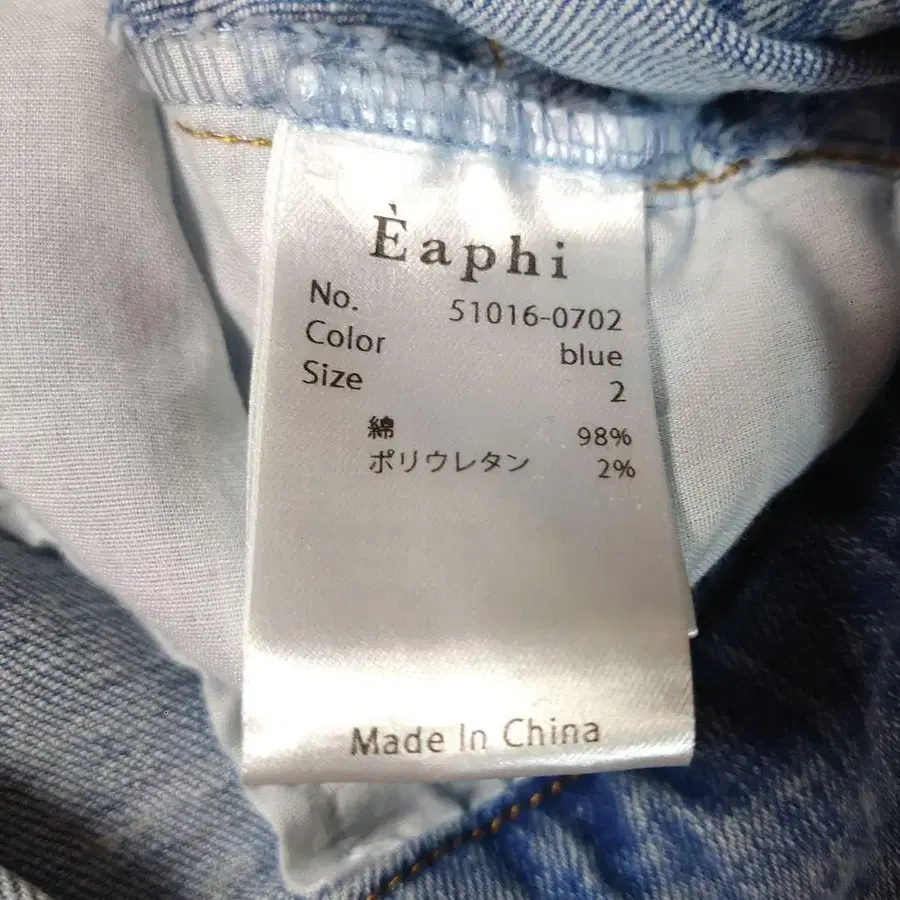 Èaphi
No. 51016-0702
Color blue
Size 2
綿 98%
ポリウレタン 2%
Made In China